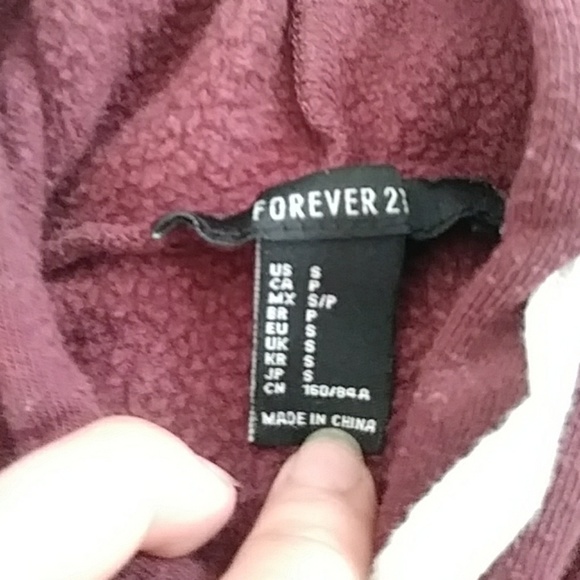 FOREVER 21
US S
CA P
MX S/P
BR P
EU S
UK S
KR S
JP S
CN 160/84A
MADE IN CHINA